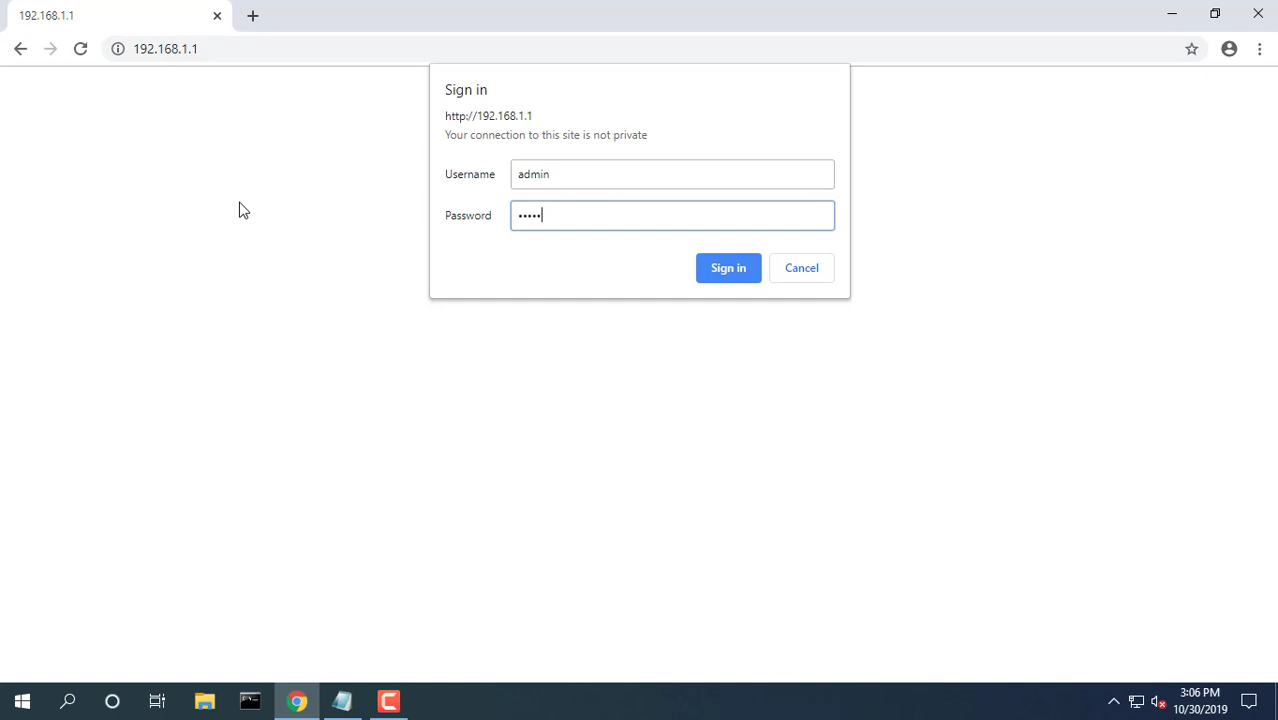 192.168.1.1
192.168.1.1
Sign in
http://192.168.1.1
Your connection to this site is not private
Username admin
Password •••••
Sign in Cancel
3:06 PM
10/30/2019